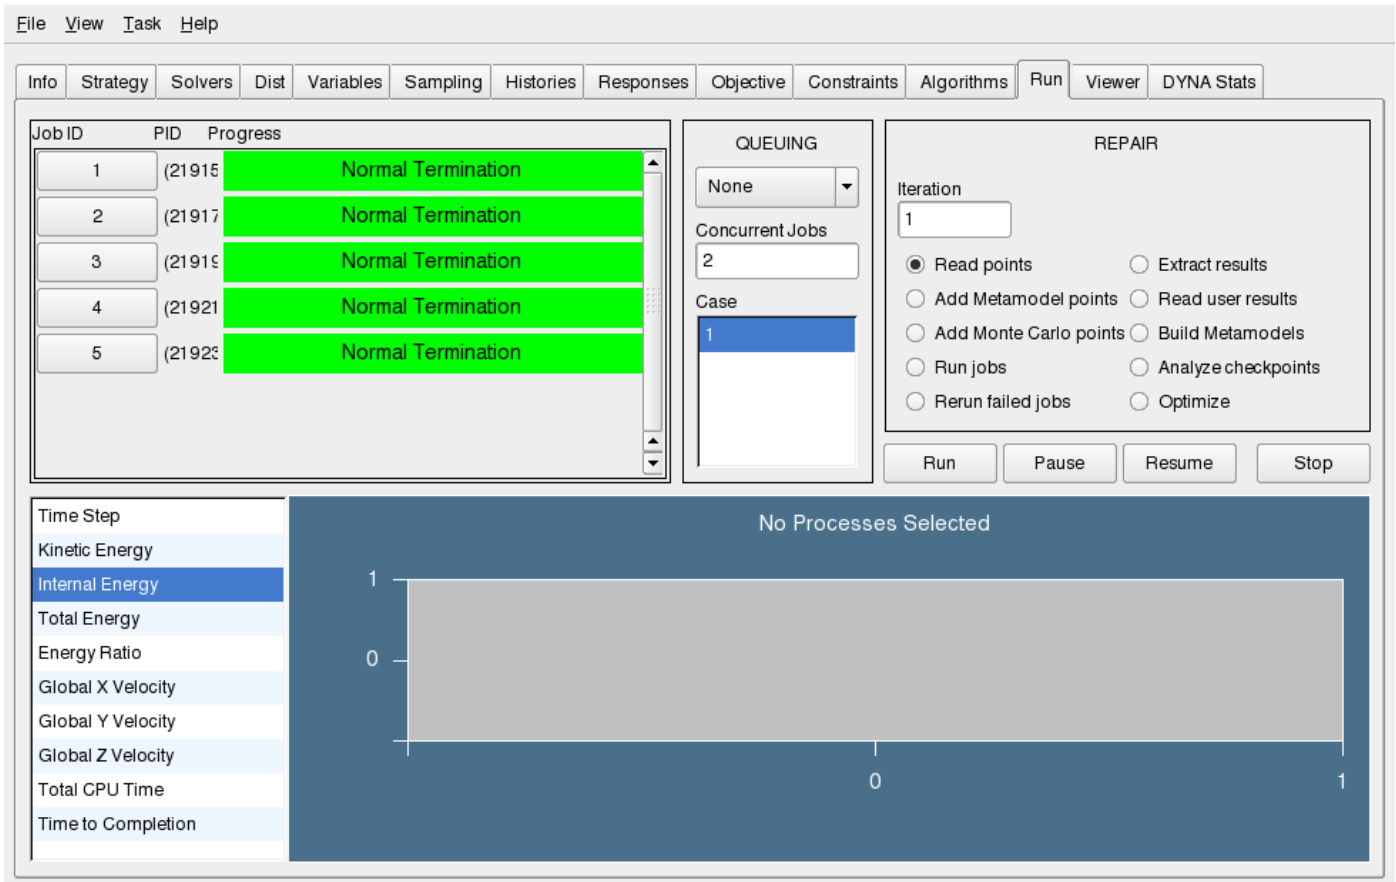 File View Task Help
Info Strategy Solvers Dist Variables Sampling Histories Responses Objective Constraints Algorithms Run Viewer DYNA Stats
Job ID PID Progress
1 (21915 Normal Termination
2 (21917 Normal Termination
3 (21919 Normal Termination
4 (21921 Normal Termination
5 (21923 Normal Termination
QUEUING
None
Concurrent Jobs
2
Case
1
REPAIR
Iteration
1
Read points Extract results
Add Metamodel points Read user results
Add Monte Carlo points Build Metamodels
Run jobs Analyze checkpoints
Rerun failed jobs Optimize
Run Pause Resume Stop
Time Step
Kinetic Energy
Internal Energy
Total Energy
Energy Ratio
Global X Velocity
Global Y Velocity
Global Z Velocity
Total CPU Time
Time to Completion
No Processes Selected
1
0
0 1